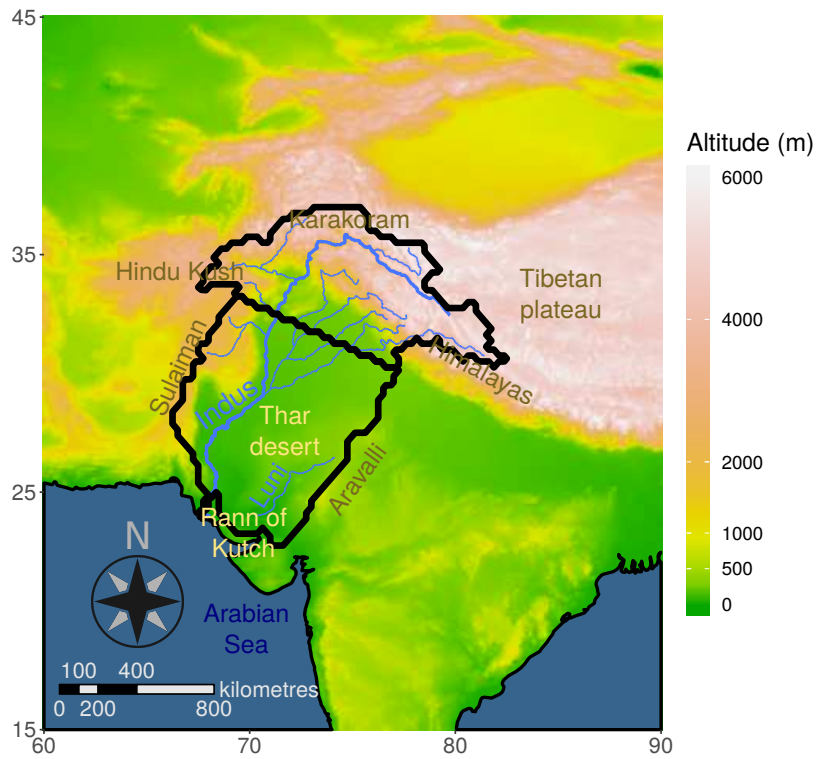 45
Altitude (m)
6000
Karakoram
35
Hindu Kush
Tibetan
plateau
4000
Sulaiman
Himalayas
Indus
Thar
desert
2000
Luni
Aravalli
25
Rann of
Kutch
1000
500
0
N
Arabian
Sea
100 400
kilometres
0 200 800
15
60 70 80 90